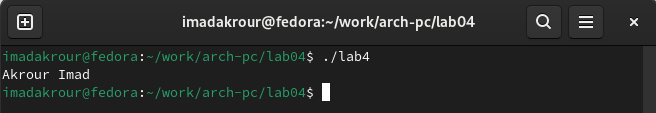 imadakrour@fedora:~/work/arch-pc/lab04
imadakrour@fedora:~/work/arch-pc/lab04$ ./lab4
Akrour Imad
imadakrour@fedora:~/work/arch-pc/lab04$